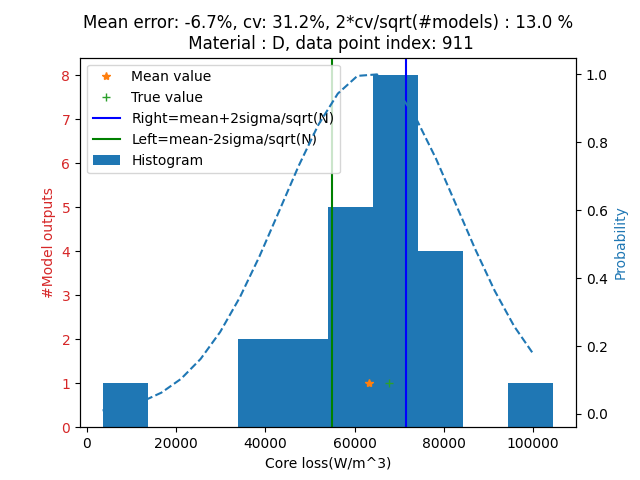 Mean error: -6.7%, cv: 31.2%, 2*cv/sqrt(#models) : 13.0 %
Material : D, data point index: 911
Mean value
True value
Right=mean+2sigma/sqrt(N)
Left=mean-2sigma/sqrt(N)
Histogram
8
7
6
5
4
3
2
1
0
#Model outputs
1.0
0.8
0.6
0.4
0.2
0.0
Probability
0
20000
40000
60000
80000
100000
Core loss(W/m^3)